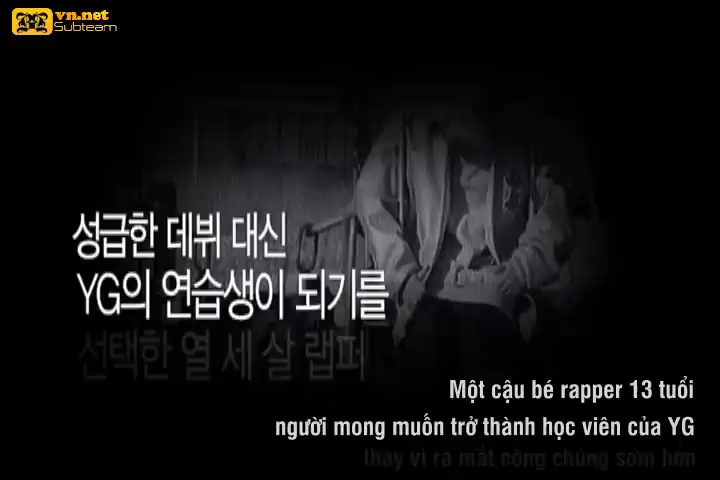 vn.net
Subteam
성급한 데뷔 대신
YG의 연습생이 되기를
선택한 열 세 살 랩퍼
Một cậu bé rapper 13 tuổi
người mong muốn trở thành học viên của YG
thay vì ra mắt công chúng sớm hơn